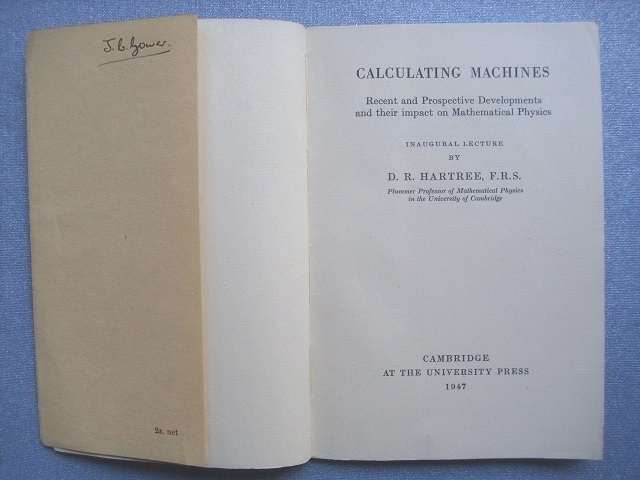 J. C. Gower.
2s. net
CALCULATING MACHINES
Recent and Prospective Developments
and their impact on Mathematical Physics
INAUGURAL LECTURE
BY
D. R. HARTREE, F.R.S.
Plummer Professor of Mathematical Physics
in the University of Cambridge
CAMBRIDGE
AT THE UNIVERSITY PRESS
1947